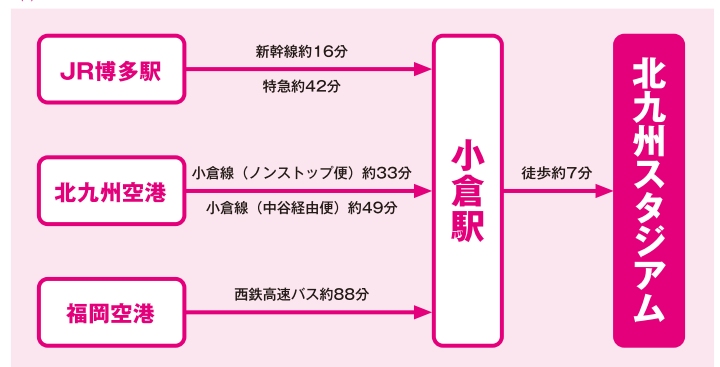 JR博多駅
新幹線約16分
特急約42分
北九州空港
小倉線（ノンストップ便）約33分
小倉線（中谷経由便）約49分
福岡空港
西鉄高速バス約88分
小倉駅
徒歩約7分
北九州スタジアム